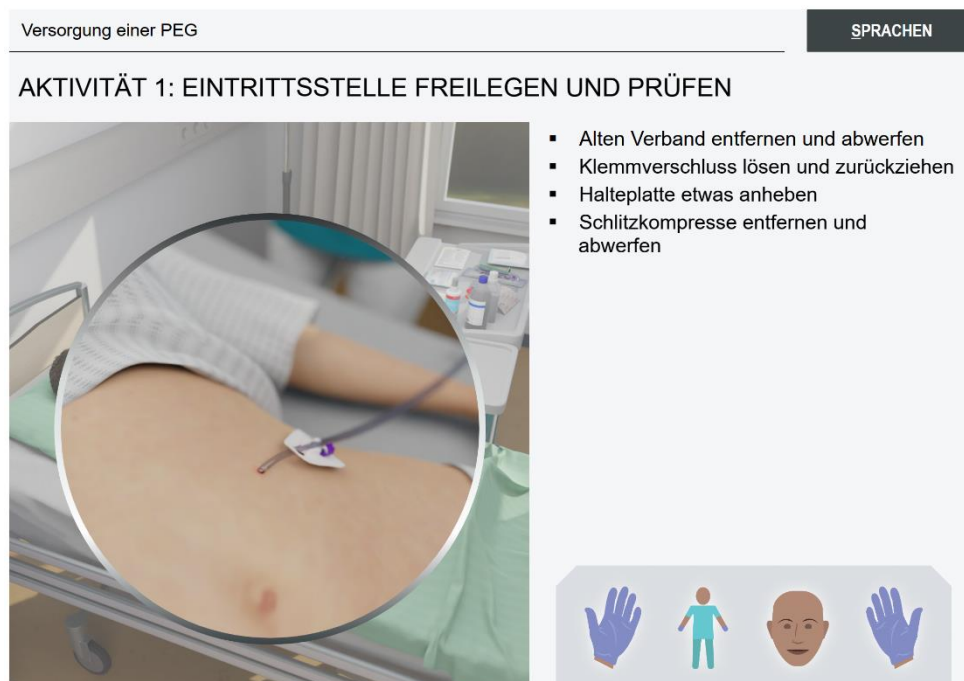 Versorgung einer PEG
SPRACHEN
AKTIVITÄT 1: EINTRITTSSTELLE FREILEGEN UND PRÜFEN
▪ Alten Verband entfernen und abwerfen
▪ Klemmverschluss lösen und zurückziehen
▪ Halteplatte etwas anheben
▪ Schlitzkompresse entfernen und
abwerfen